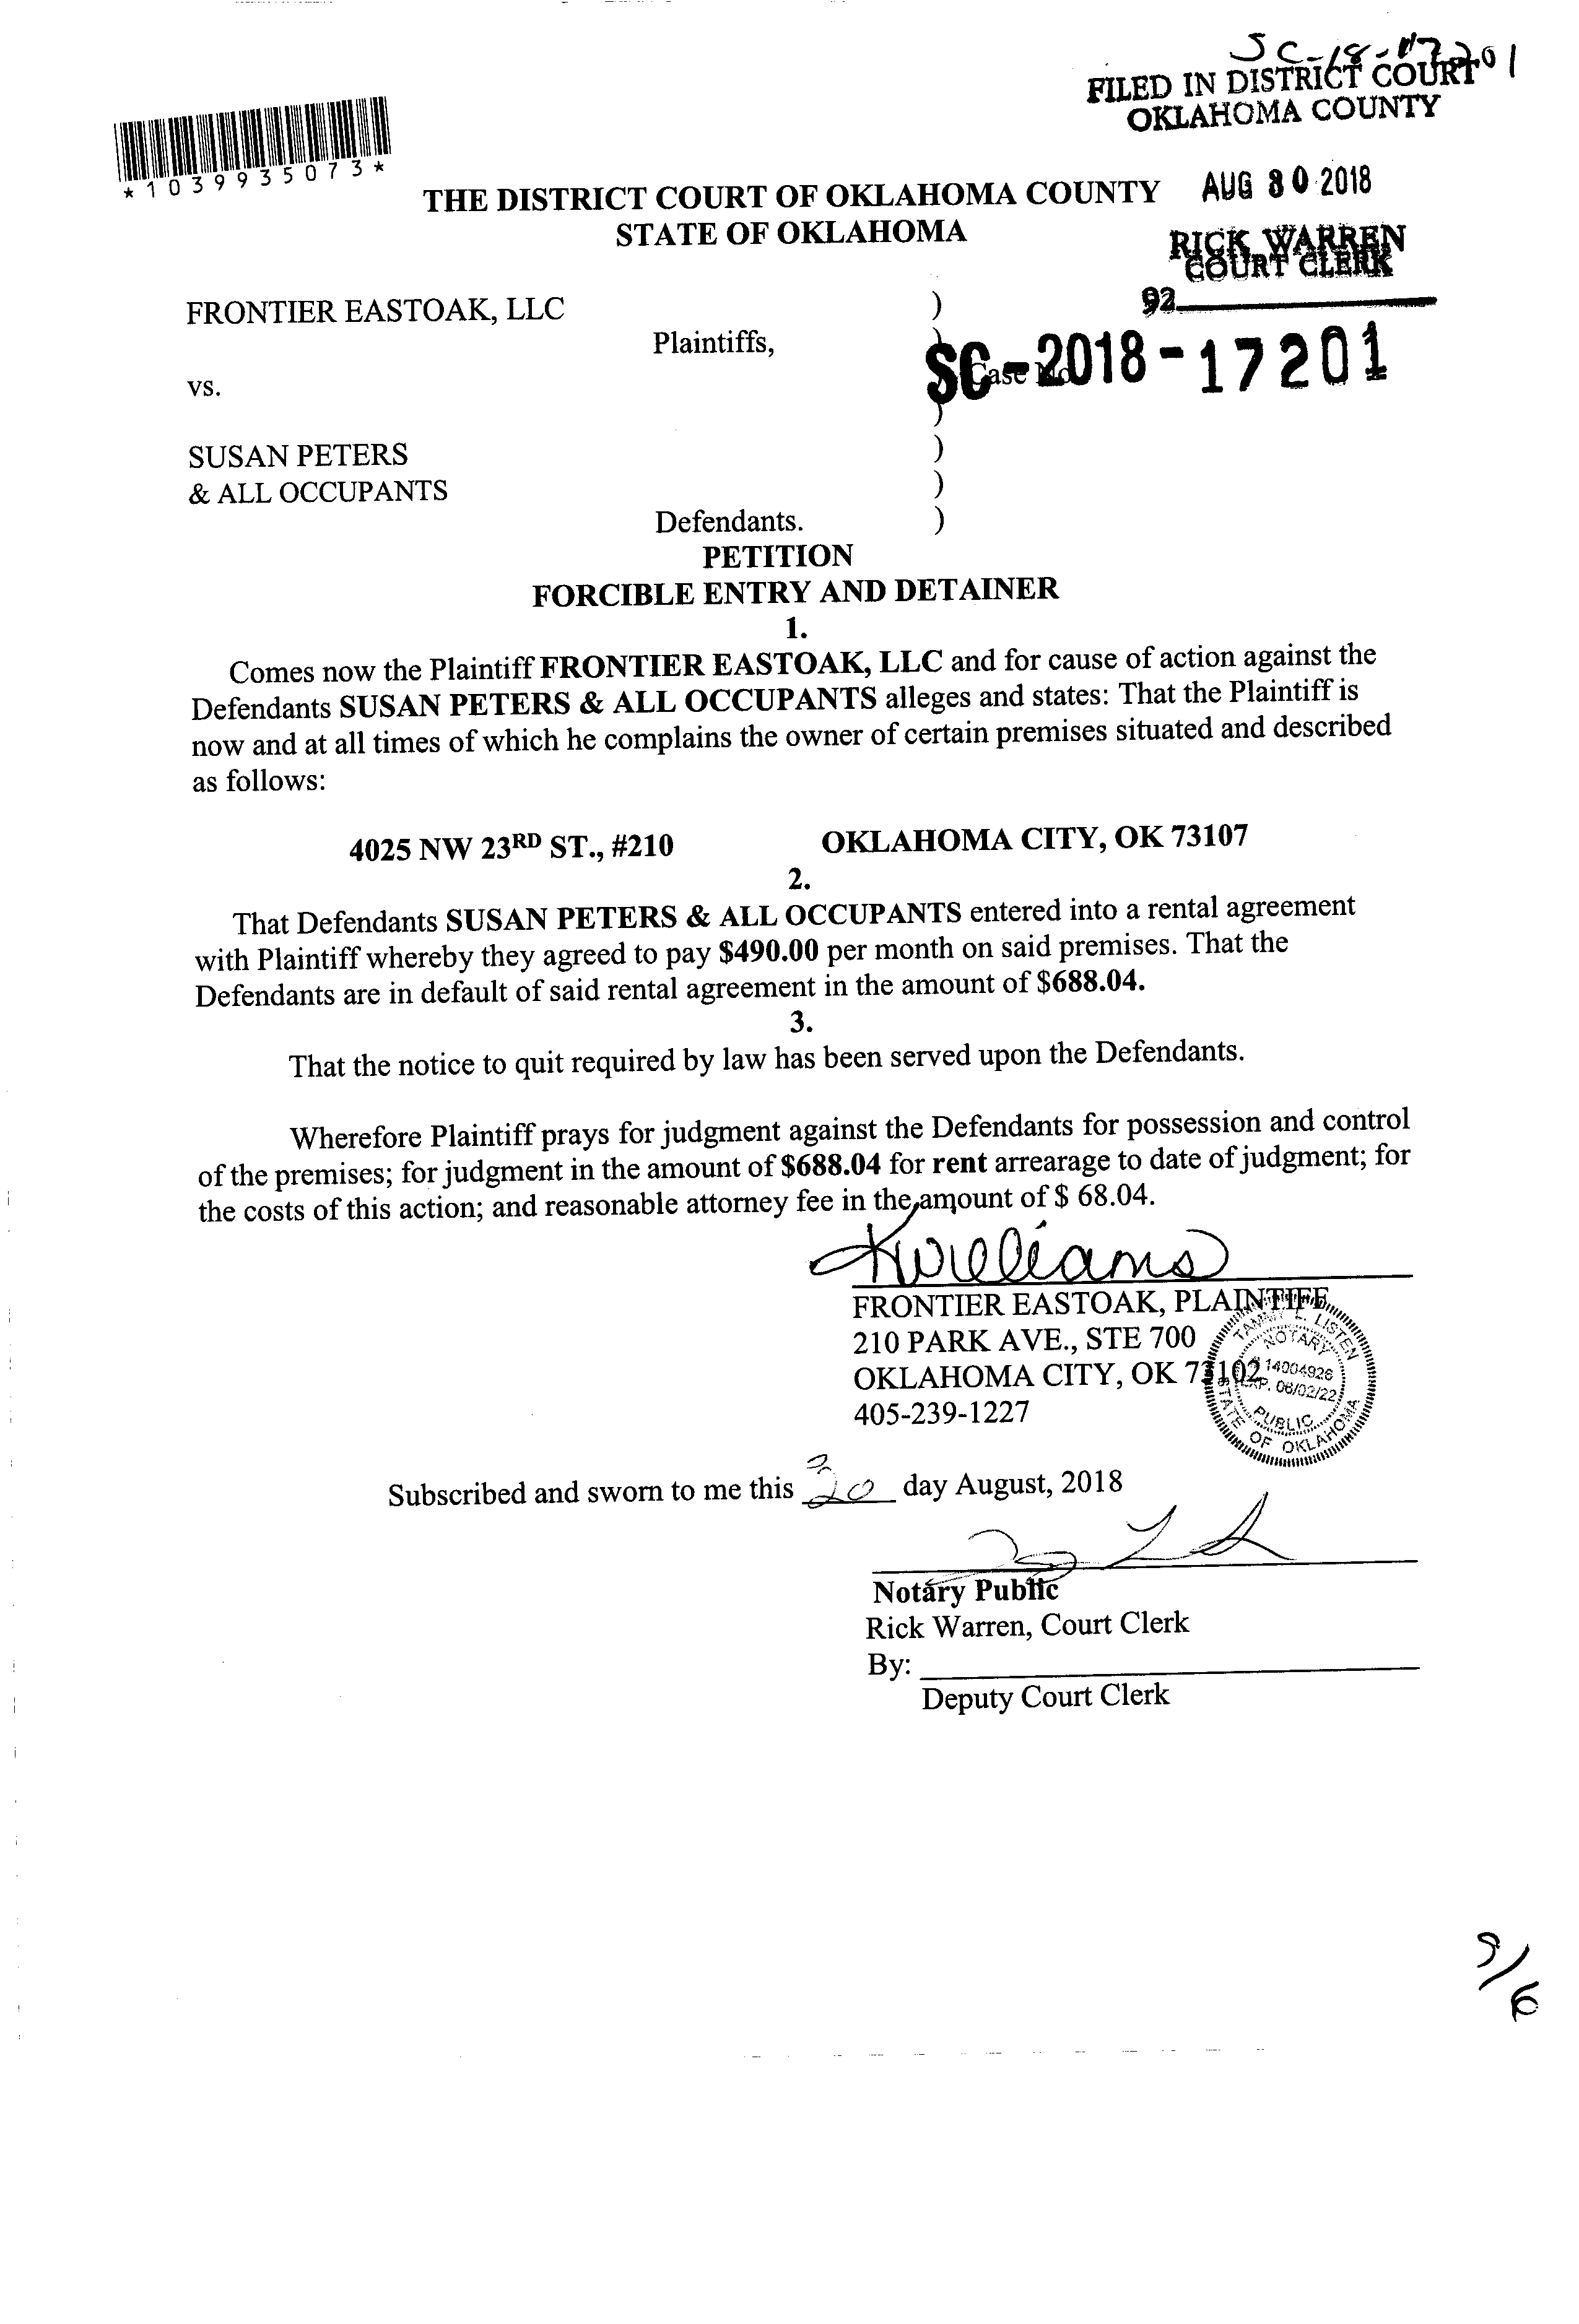 SC-18-17201
FILED IN DISTRICT COURT
OKLAHOMA COUNTY
*1039935073*
THE DISTRICT COURT OF OKLAHOMA COUNTY
STATE OF OKLAHOMA
AUG 30 2018
RICK WARREN
COURT CLERK
92
FRONTIER EASTOAK, LLC )
Plaintiffs, )
vs. Case No.
SC-2018-17201
)
SUSAN PETERS )
& ALL OCCUPANTS )
Defendants. )
PETITION
FORCIBLE ENTRY AND DETAINER
1.
Comes now the Plaintiff FRONTIER EASTOAK, LLC and for cause of action against the
Defendants SUSAN PETERS & ALL OCCUPANTS alleges and states: That the Plaintiff is
now and at all times of which he complains the owner of certain premises situated and described
as follows:
4025 NW 23RD ST., #210 OKLAHOMA CITY, OK 73107
2.
That Defendants SUSAN PETERS & ALL OCCUPANTS entered into a rental agreement
with Plaintiff whereby they agreed to pay $490.00 per month on said premises. That the
Defendants are in default of said rental agreement in the amount of $688.04.
3.
That the notice to quit required by law has been served upon the Defendants.
Wherefore Plaintiff prays for judgment against the Defendants for possession and control
of the premises; for judgment in the amount of $688.04 for rent arrearage to date of judgment; for
the costs of this action; and reasonable attorney fee in the amount of $ 68.04.
KWilliams
FRONTIER EASTOAK, PLAINTIFF
210 PARK AVE., STE 700
OKLAHOMA CITY, OK 73102
405-239-1227
TAMMY L. LISTEN
NOTARY
# 14004926
EXP. 06/02/22
PUBLIC
STATE OF OKLAHOMA
Subscribed and sworn to me this 30 day August, 2018
Notary Public
Rick Warren, Court Clerk
By:
Deputy Court Clerk
9/6